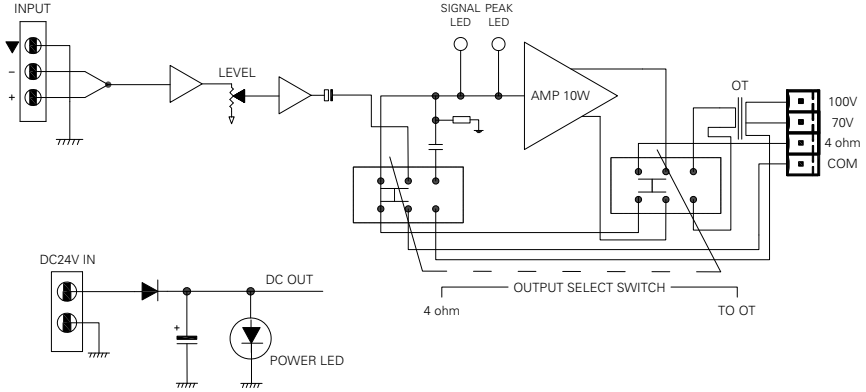 INPUT
SIGNAL PEAK
LED LED
−
+
LEVEL
AMP 10W
OT
100V
70V
4 ohm
COM
DC24V IN
DC OUT
+
POWER LED
OUTPUT SELECT SWITCH
4 ohm
TO OT